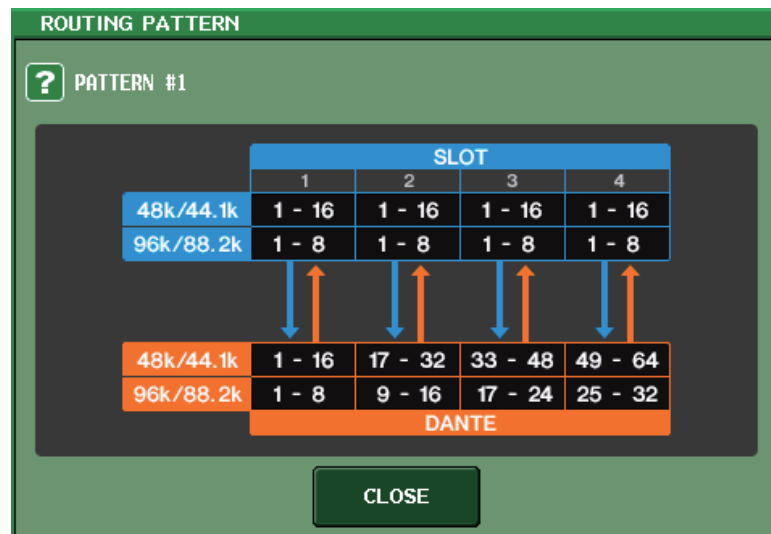 ROUTING PATTERN
? PATTERN #1
SLOT
1 2 3 4
48k/44.1k 1 - 16 1 - 16 1 - 16 1 - 16
96k/88.2k 1 - 8 1 - 8 1 - 8 1 - 8
48k/44.1k 1 - 16 17 - 32 33 - 48 49 - 64
96k/88.2k 1 - 8 9 - 16 17 - 24 25 - 32
DANTE
CLOSE